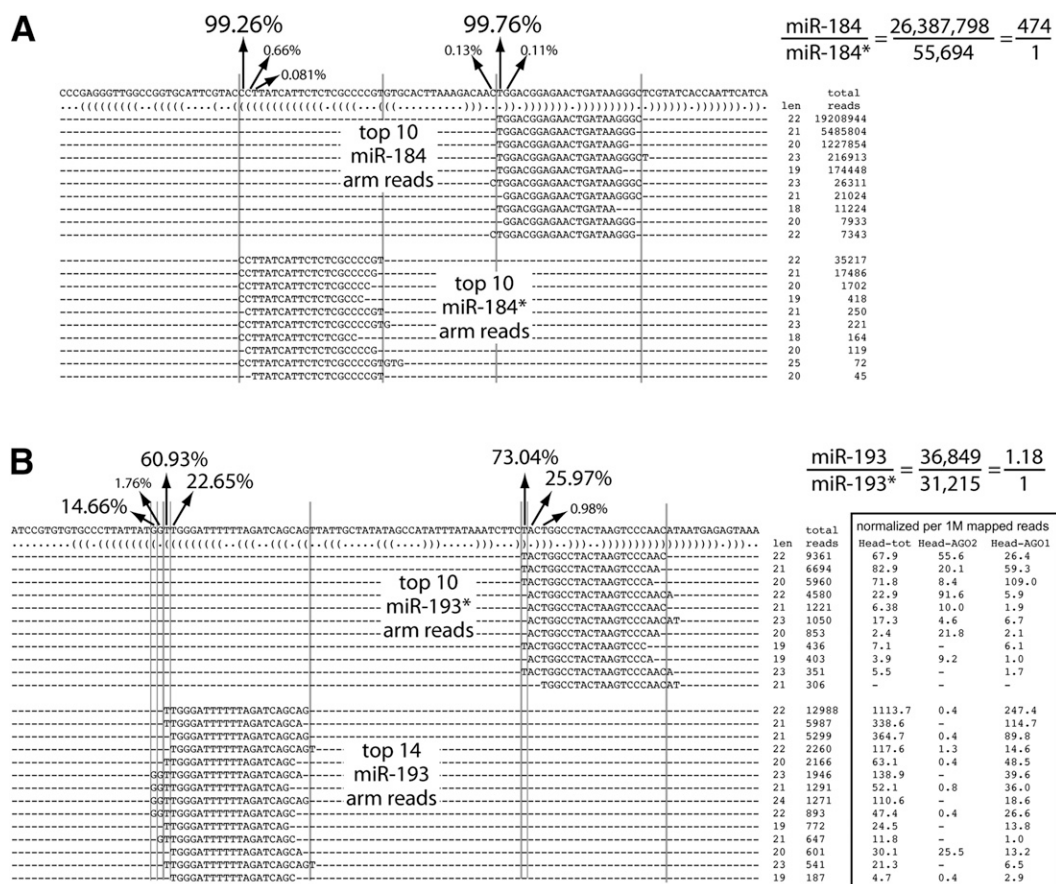 A
99.26%
0.66%
0.081%
99.76%
0.13%
0.11%
miR-184 / miR-184* = 26,387,798 / 55,694 = 474 / 1
CCCGAGGGTTGGCCGGTGCATTCGTACCCTTATCATTCTCTCGCCCCGTGTGCACTTAAAGACAACTGGACGGAGAACTGATAAGGGCTCGTATCACCAATTCATCA
total
len reads
top 10
miR-184
arm reads
TGGACGGAGAACTGATAAGGGC 22 19208944
TGGACGGAGAACTGATAAGGG 21 5485804
TGGACGGAGAACTGATAAGG 20 1227854
TGGACGGAGAACTGATAAGGGCT 23 216913
TGGACGGAGAACTGATAAG 19 174448
CTGGACGGAGAACTGATAAGGGC 23 26311
GGACGGAGAACTGATAAGGGC 21 21024
TGGACGGAGAACTGATAA 18 11224
GGACGGAGAACTGATAAGGG 20 7933
CTGGACGGAGAACTGATAAGGG 22 7343
top 10
miR-184*
arm reads
CCTTATCATTCTCTCGCCCCGT 22 35217
CCTTATCATTCTCTCGCCCCG 21 17486
CCTTATCATTCTCTCGCCCC 20 1702
CCTTATCATTCTCTCGCCC 19 418
CTTATCATTCTCTCGCCCCGT 21 250
CCTTATCATTCTCTCGCCCCGTG 23 221
CCTTATCATTCTCTCGCC 18 164
CTTATCATTCTCTCGCCCCG 20 119
CCTTATCATTCTCTCGCCCCGTGTG 25 72
TTATCATTCTCTCGCCCCGT 20 45
B
60.93%
1.76%
22.65%
14.66%
73.04%
25.97%
0.98%
miR-193 / miR-193* = 36,849 / 31,215 = 1.18 / 1
ATCCGTGTGTGCCCTTATTATGGTTGGGATTTTTTAGATCAGCAGTTATTGCTATATAGCCATATTTATAAATCTTCTACTGGCCTACTAAGTCCCAACATAATGAGAGTAAA
total normalized per 1M mapped reads
len reads Head-tot Head-AGO2 Head-AGO1
top 10
miR-193*
arm reads
TACTGGCCTACTAAGTCCCAAC 22 9361 67.9 55.6 26.4
TACTGGCCTACTAAGTCCCAA 21 6694 82.9 20.1 59.3
TACTGGCCTACTAAGTCCCA 20 5960 71.8 8.4 109.0
ACTGGCCTACTAAGTCCCAACA 22 4580 22.9 91.6 5.9
ACTGGCCTACTAAGTCCCAAC 21 1221 6.38 10.0 1.9
ACTGGCCTACTAAGTCCCAACAT 23 1050 17.3 4.6 6.7
ACTGGCCTACTAAGTCCCAA 20 853 2.4 21.8 2.1
TACTGGCCTACTAAGTCCC 19 436 7.1 - 6.1
ACTGGCCTACTAAGTCCCA 19 403 3.9 9.2 1.0
TACTGGCCTACTAAGTCCCAACA 23 351 5.5 - 1.7
TGGCCTACTAAGTCCCAACAT 21 306 - - -
top 14
miR-193
arm reads
TTGGGATTTTTTAGATCAGCAG 22 12988 1113.7 0.4 247.4
TTGGGATTTTTTAGATCAGCA 21 5987 338.6 - 114.7
TGGGATTTTTTAGATCAGCAG 21 5299 364.7 0.4 89.8
TGGGATTTTTTAGATCAGCAGT 22 2260 117.6 1.3 14.6
TTGGGATTTTTTAGATCAGC 20 2166 63.1 0.4 48.5
GGTTGGGATTTTTTAGATCAGCA 23 1946 138.9 - 39.6
GGTTGGGATTTTTTAGATCAG 21 1291 52.1 0.8 36.0
GGTTGGGATTTTTTAGATCAGCAG 24 1271 110.6 - 18.6
GGTTGGGATTTTTTAGATCAGC 22 893 47.4 0.4 26.6
TTGGGATTTTTTAGATCAG 19 772 24.5 - 13.8
GTTGGGATTTTTTAGATCAGC 21 647 11.8 - 1.0
TGGGATTTTTTAGATCAGCA 20 601 30.1 25.5 13.2
TTGGGATTTTTTAGATCAGCAGT 23 541 21.3 - 6.5
TGGGATTTTTTAGATCAGC 19 187 4.7 0.4 2.9